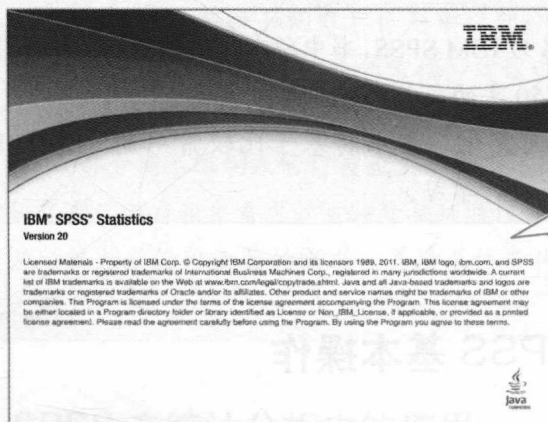 IBM®
IBM® SPSS® Statistics
Version 20
Licensed Materials - Property of IBM Corp. © Copyright IBM Corporation and its licensors 1989, 2011. IBM, IBM logo, ibm.com, and SPSS
are trademarks or registered trademarks of International Business Machines Corp., registered in many jurisdictions worldwide. A current
list of IBM trademarks is available on the Web at www.ibm.com/legal/copytrade.shtml. Java and all Java-based trademarks and logos are
trademarks or registered trademarks of Oracle and/or its affiliates. Other product and service names might be trademarks of IBM or other
companies. This Program is licensed under the terms of the license agreement accompanying the Program. This license agreement may
be either located in a Program directory folder or library identified as License or Non_IBM_License, if applicable, or provided as a printed
license agreement. Please read the agreement carefully before using the Program. By using the Program you agree to these terms.
PSS 基本操作
Java